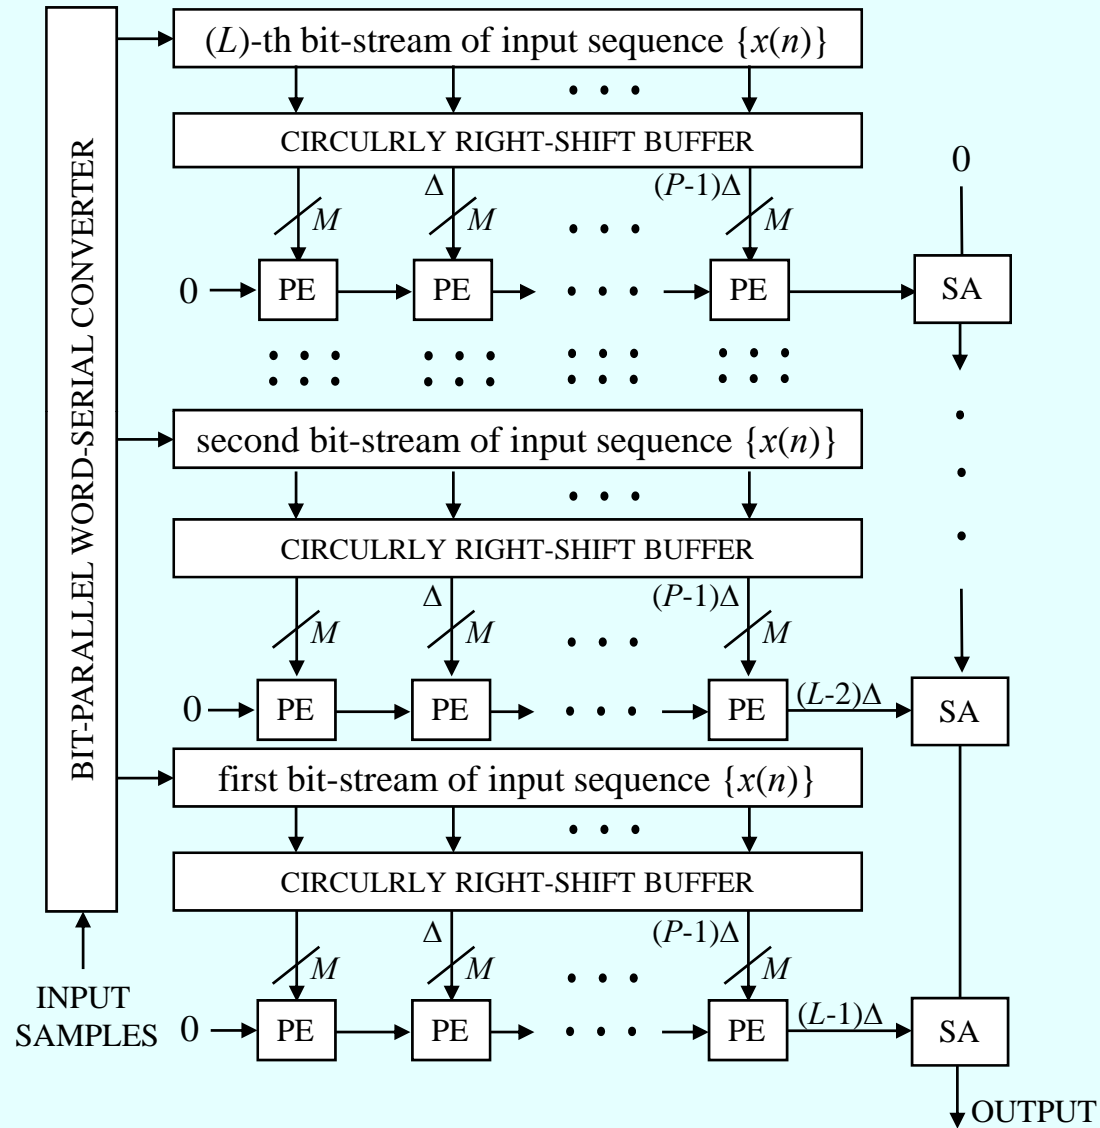 (L)-th bit-stream of input sequence {x(n)}
CIRCULRLY RIGHT-SHIFT BUFFER
0
Δ
(P-1)Δ
M
M
M
0
PE
PE
PE
SA
BIT-PARALLEL WORD-SERIAL CONVERTER
second bit-stream of input sequence {x(n)}
CIRCULRLY RIGHT-SHIFT BUFFER
Δ
(P-1)Δ
M
M
M
0
PE
PE
PE
(L-2)Δ
SA
first bit-stream of input sequence {x(n)}
CIRCULRLY RIGHT-SHIFT BUFFER
Δ
(P-1)Δ
M
M
M
INPUT
SAMPLES
0
PE
PE
PE
(L-1)Δ
SA
OUTPUT